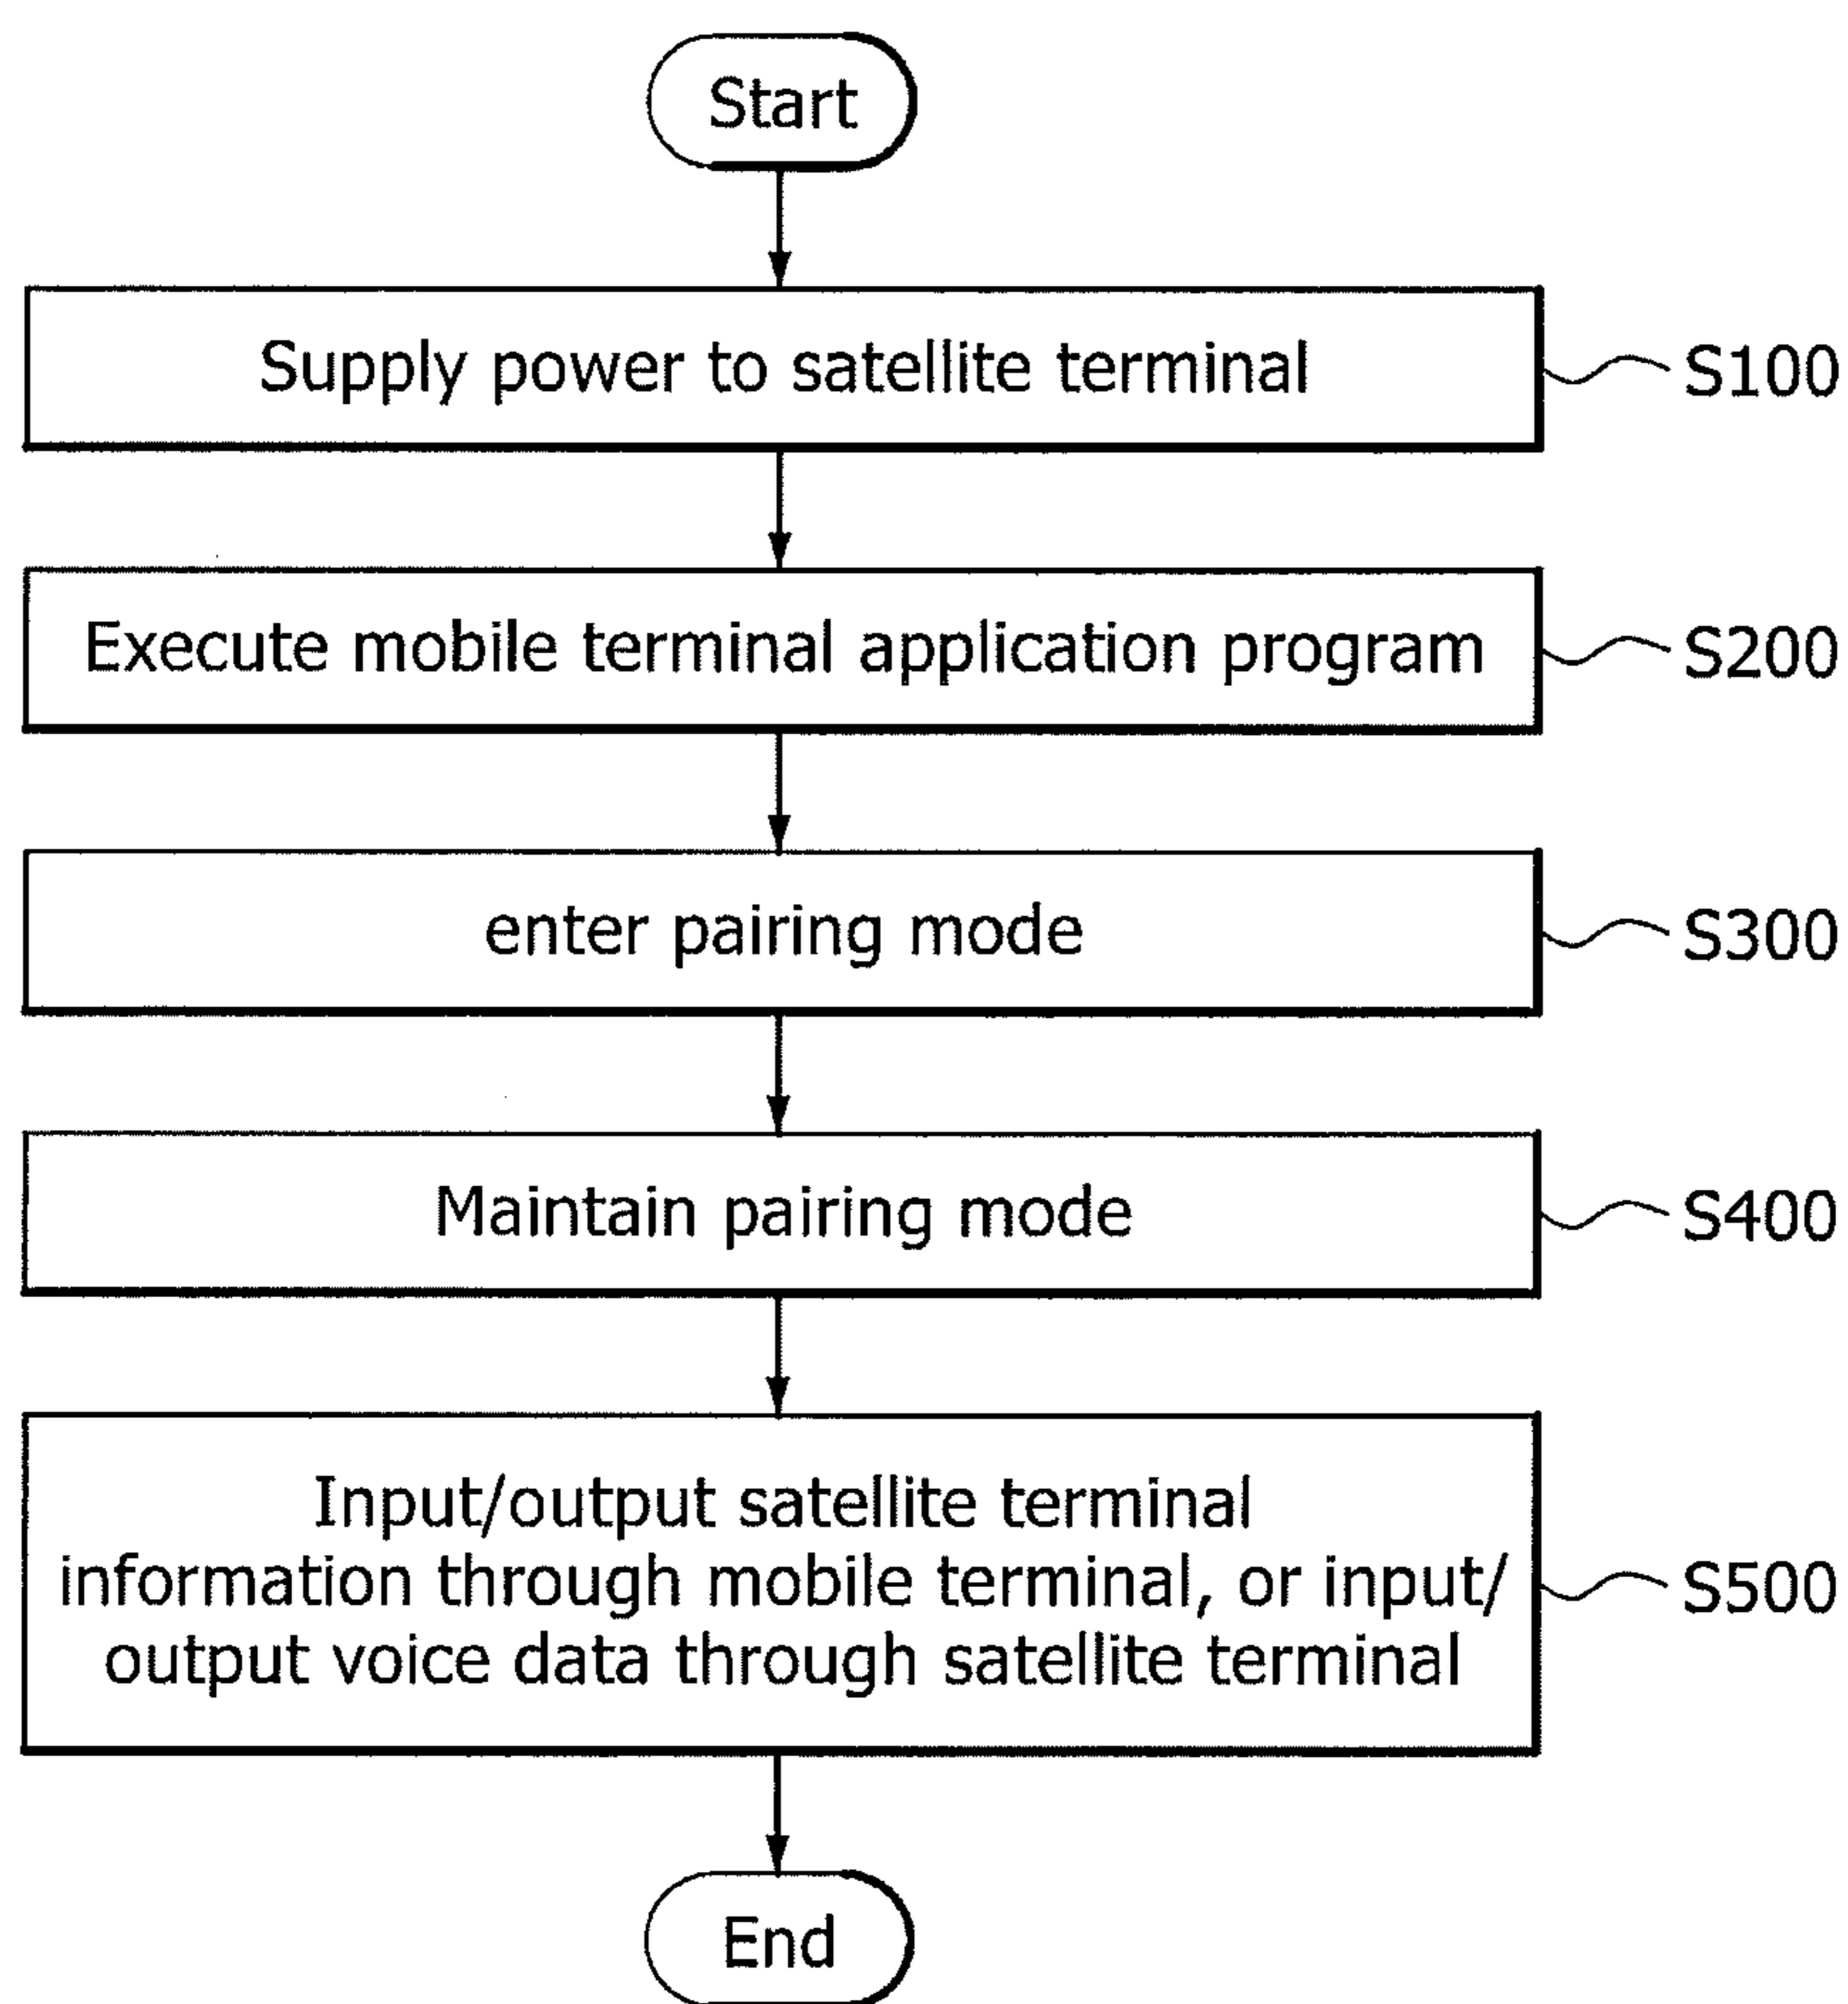 Start
Supply power to satellite terminal
S100
Execute mobile terminal application program
S200
enter pairing mode
S300
Maintain pairing mode
S400
Input/output satellite terminal
information through mobile terminal, or input/
output voice data through satellite terminal
S500
End